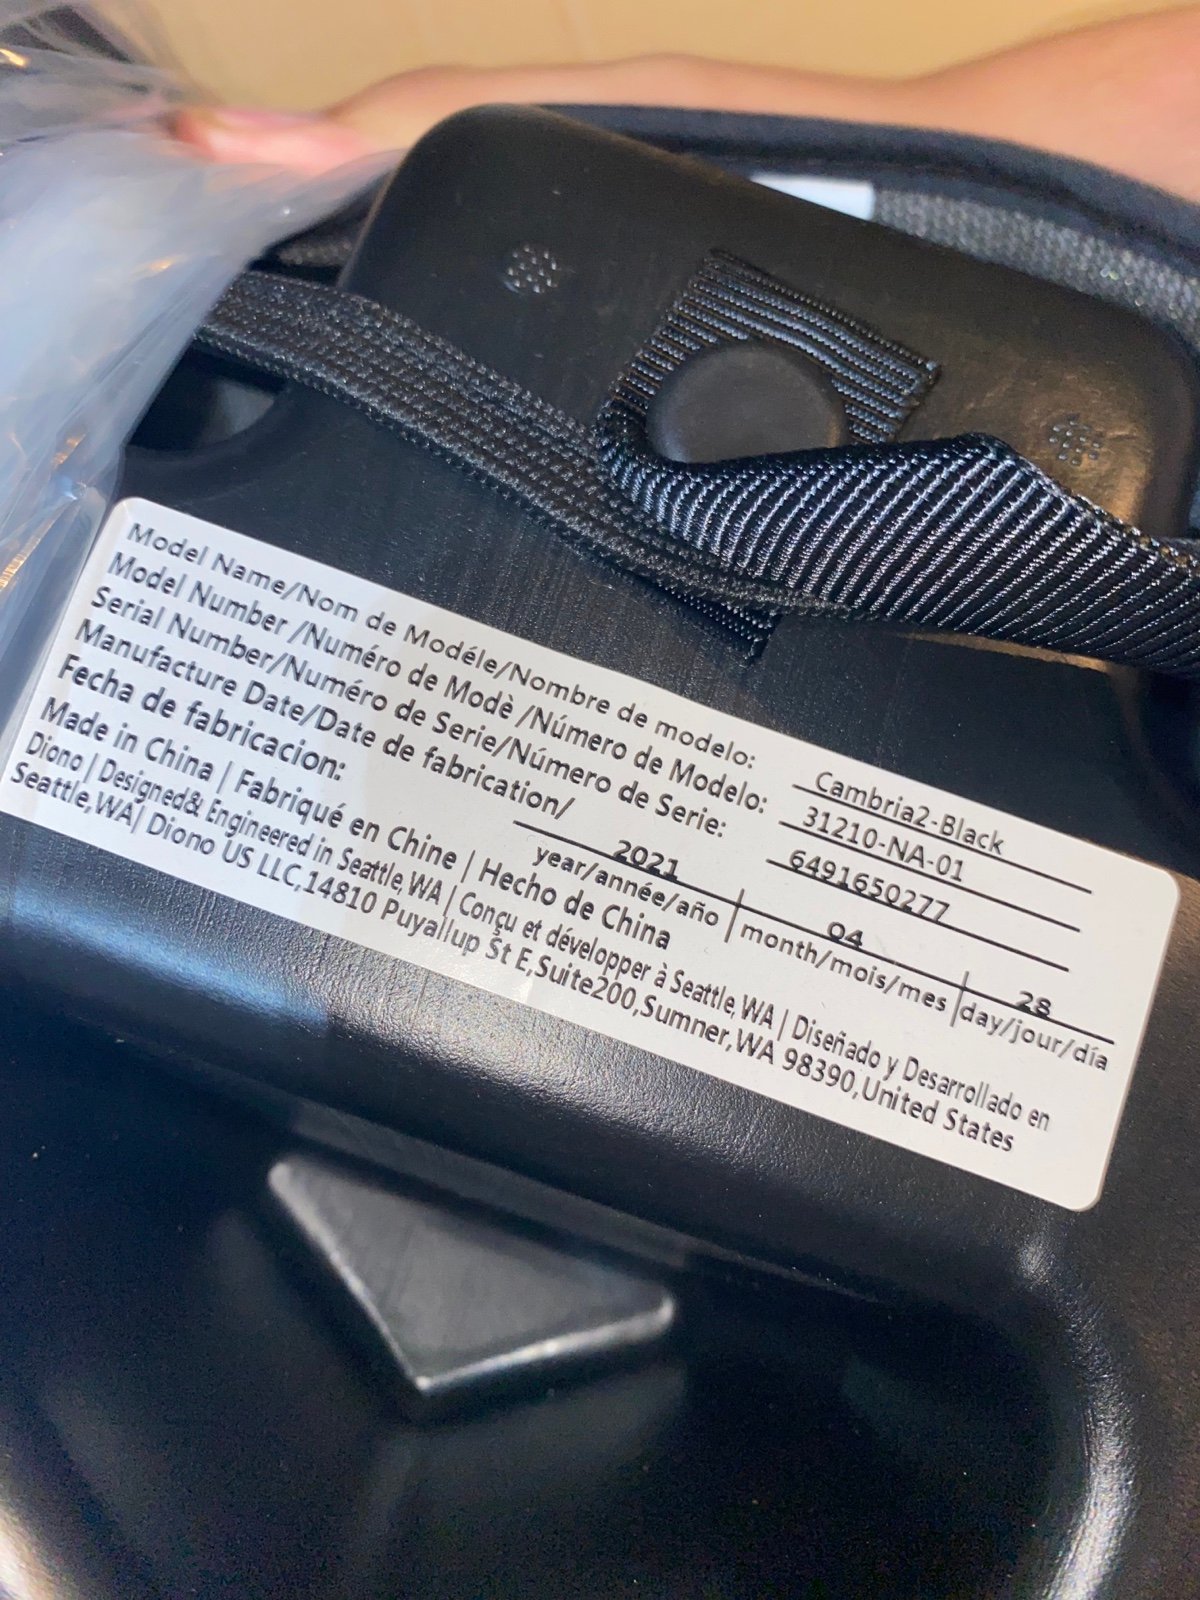 Model Name/Nom de Modéle/Nombre de modelo: Cambria2-Black
Model Number /Numéro de Modè /Número de Modelo: 31210-NA-01
Serial Number/Numéro de Serie/Número de Serie: 6491650277
Manufacture Date/Date de fabrication/
Fecha de fabricacion: 2021 | 04 | 28
year/année/año | month/mois/mes | day/jour/día
Made in China | Fabriqué en Chine | Hecho de China
Diono | Designed& Engineered in Seattle, WA | Conçu et développer à Seattle, WA | Diseñado y Desarrollado en
Seattle,WA| Diono US LLC,14810 Puyallup St E,Suite200,Sumner,WA 98390,United States